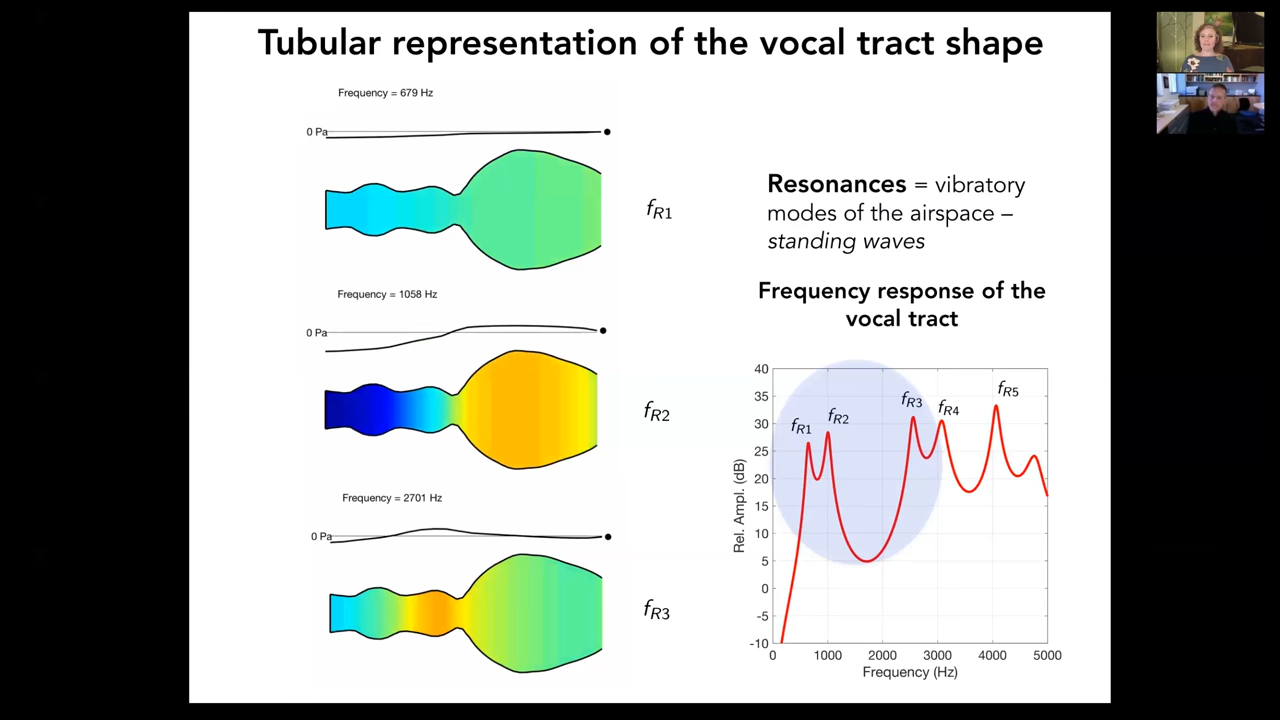 Tubular representation of the vocal tract shape
Frequency = 679 Hz
0 Pa
fR1
Frequency = 1058 Hz
0 Pa
fR2
Frequency = 2701 Hz
0 Pa
fR3
Resonances = vibratory
modes of the airspace –
standing waves
Frequency response of the
vocal tract
40
35
30
25
20
15
10
5
0
-5
-10
Rel. Ampl. (dB)
fR1
fR2
fR3
fR4
fR5
0 1000 2000 3000 4000 5000
Frequency (Hz)